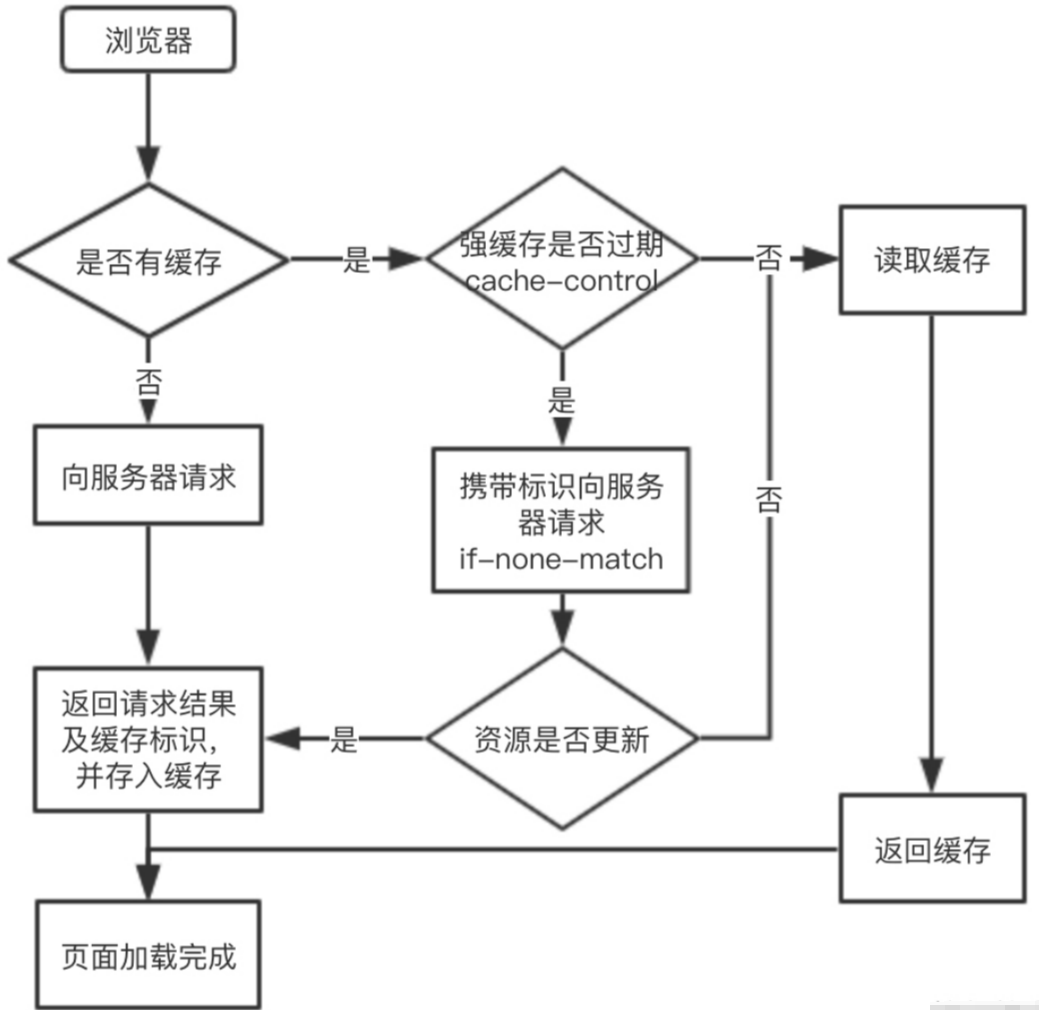 浏览器
是否有缓存
是
强缓存是否过期
cache-control
否
读取缓存
否
是
向服务器请求
携带标识向服务
器请求
if-none-match
否
返回请求结果
及缓存标识，
并存入缓存
是
资源是否更新
返回缓存
页面加载完成